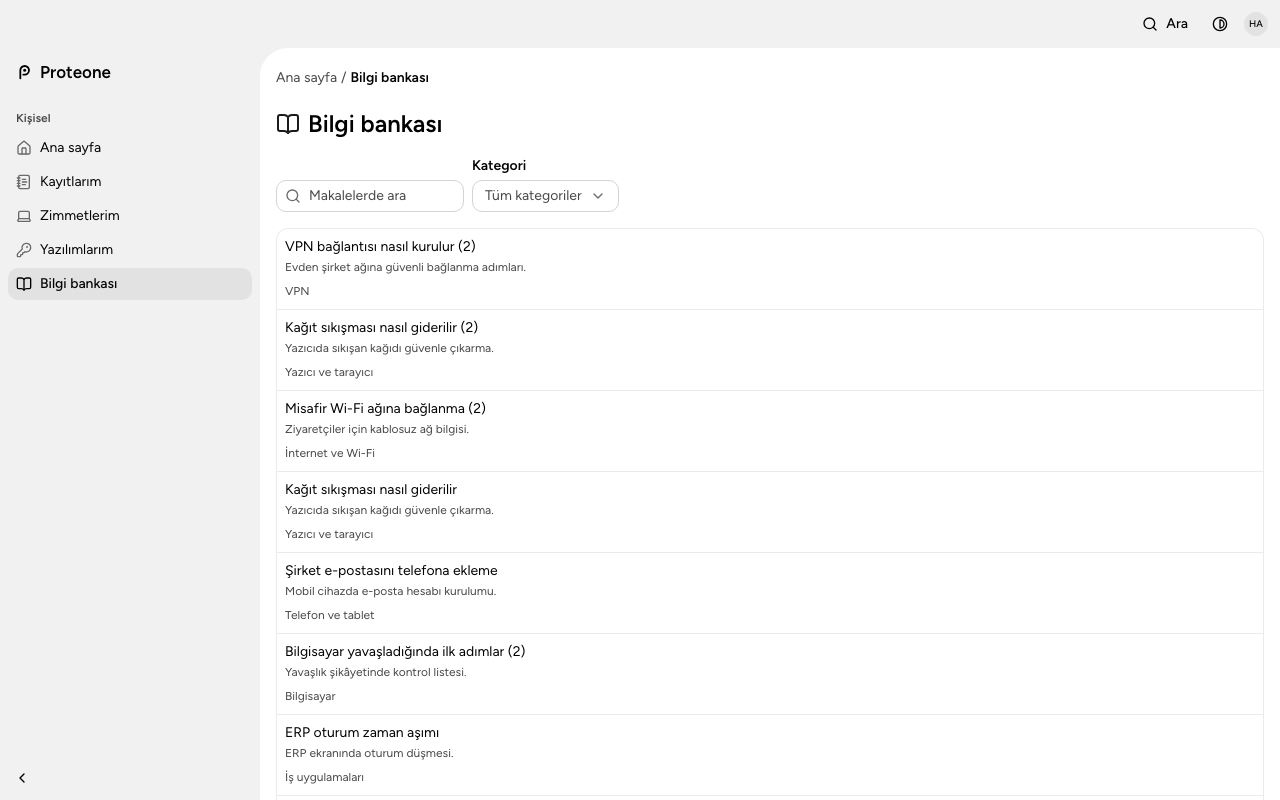 Ara
HA
Proteone
Kişisel
Ana sayfa
Kayıtlarım
Zimmetlerim
Yazılımlarım
Bilgi bankası
Ana sayfa / Bilgi bankası
Bilgi bankası
Kategori
Makalelerde ara
Tüm kategoriler
VPN bağlantısı nasıl kurulur (2)
Evden şirket ağına güvenli bağlanma adımları.
VPN
Kağıt sıkışması nasıl giderilir (2)
Yazıcıda sıkışan kağıdı güvenle çıkarma.
Yazıcı ve tarayıcı
Misafir Wi-Fi ağına bağlanma (2)
Ziyaretçiler için kablosuz ağ bilgisi.
İnternet ve Wi-Fi
Kağıt sıkışması nasıl giderilir
Yazıcıda sıkışan kağıdı güvenle çıkarma.
Yazıcı ve tarayıcı
Şirket e-postasını telefona ekleme
Mobil cihazda e-posta hesabı kurulumu.
Telefon ve tablet
Bilgisayar yavaşladığında ilk adımlar (2)
Yavaşlık şikâyetinde kontrol listesi.
Bilgisayar
ERP oturum zaman aşımı
ERP ekranında oturum düşmesi.
İş uygulamaları